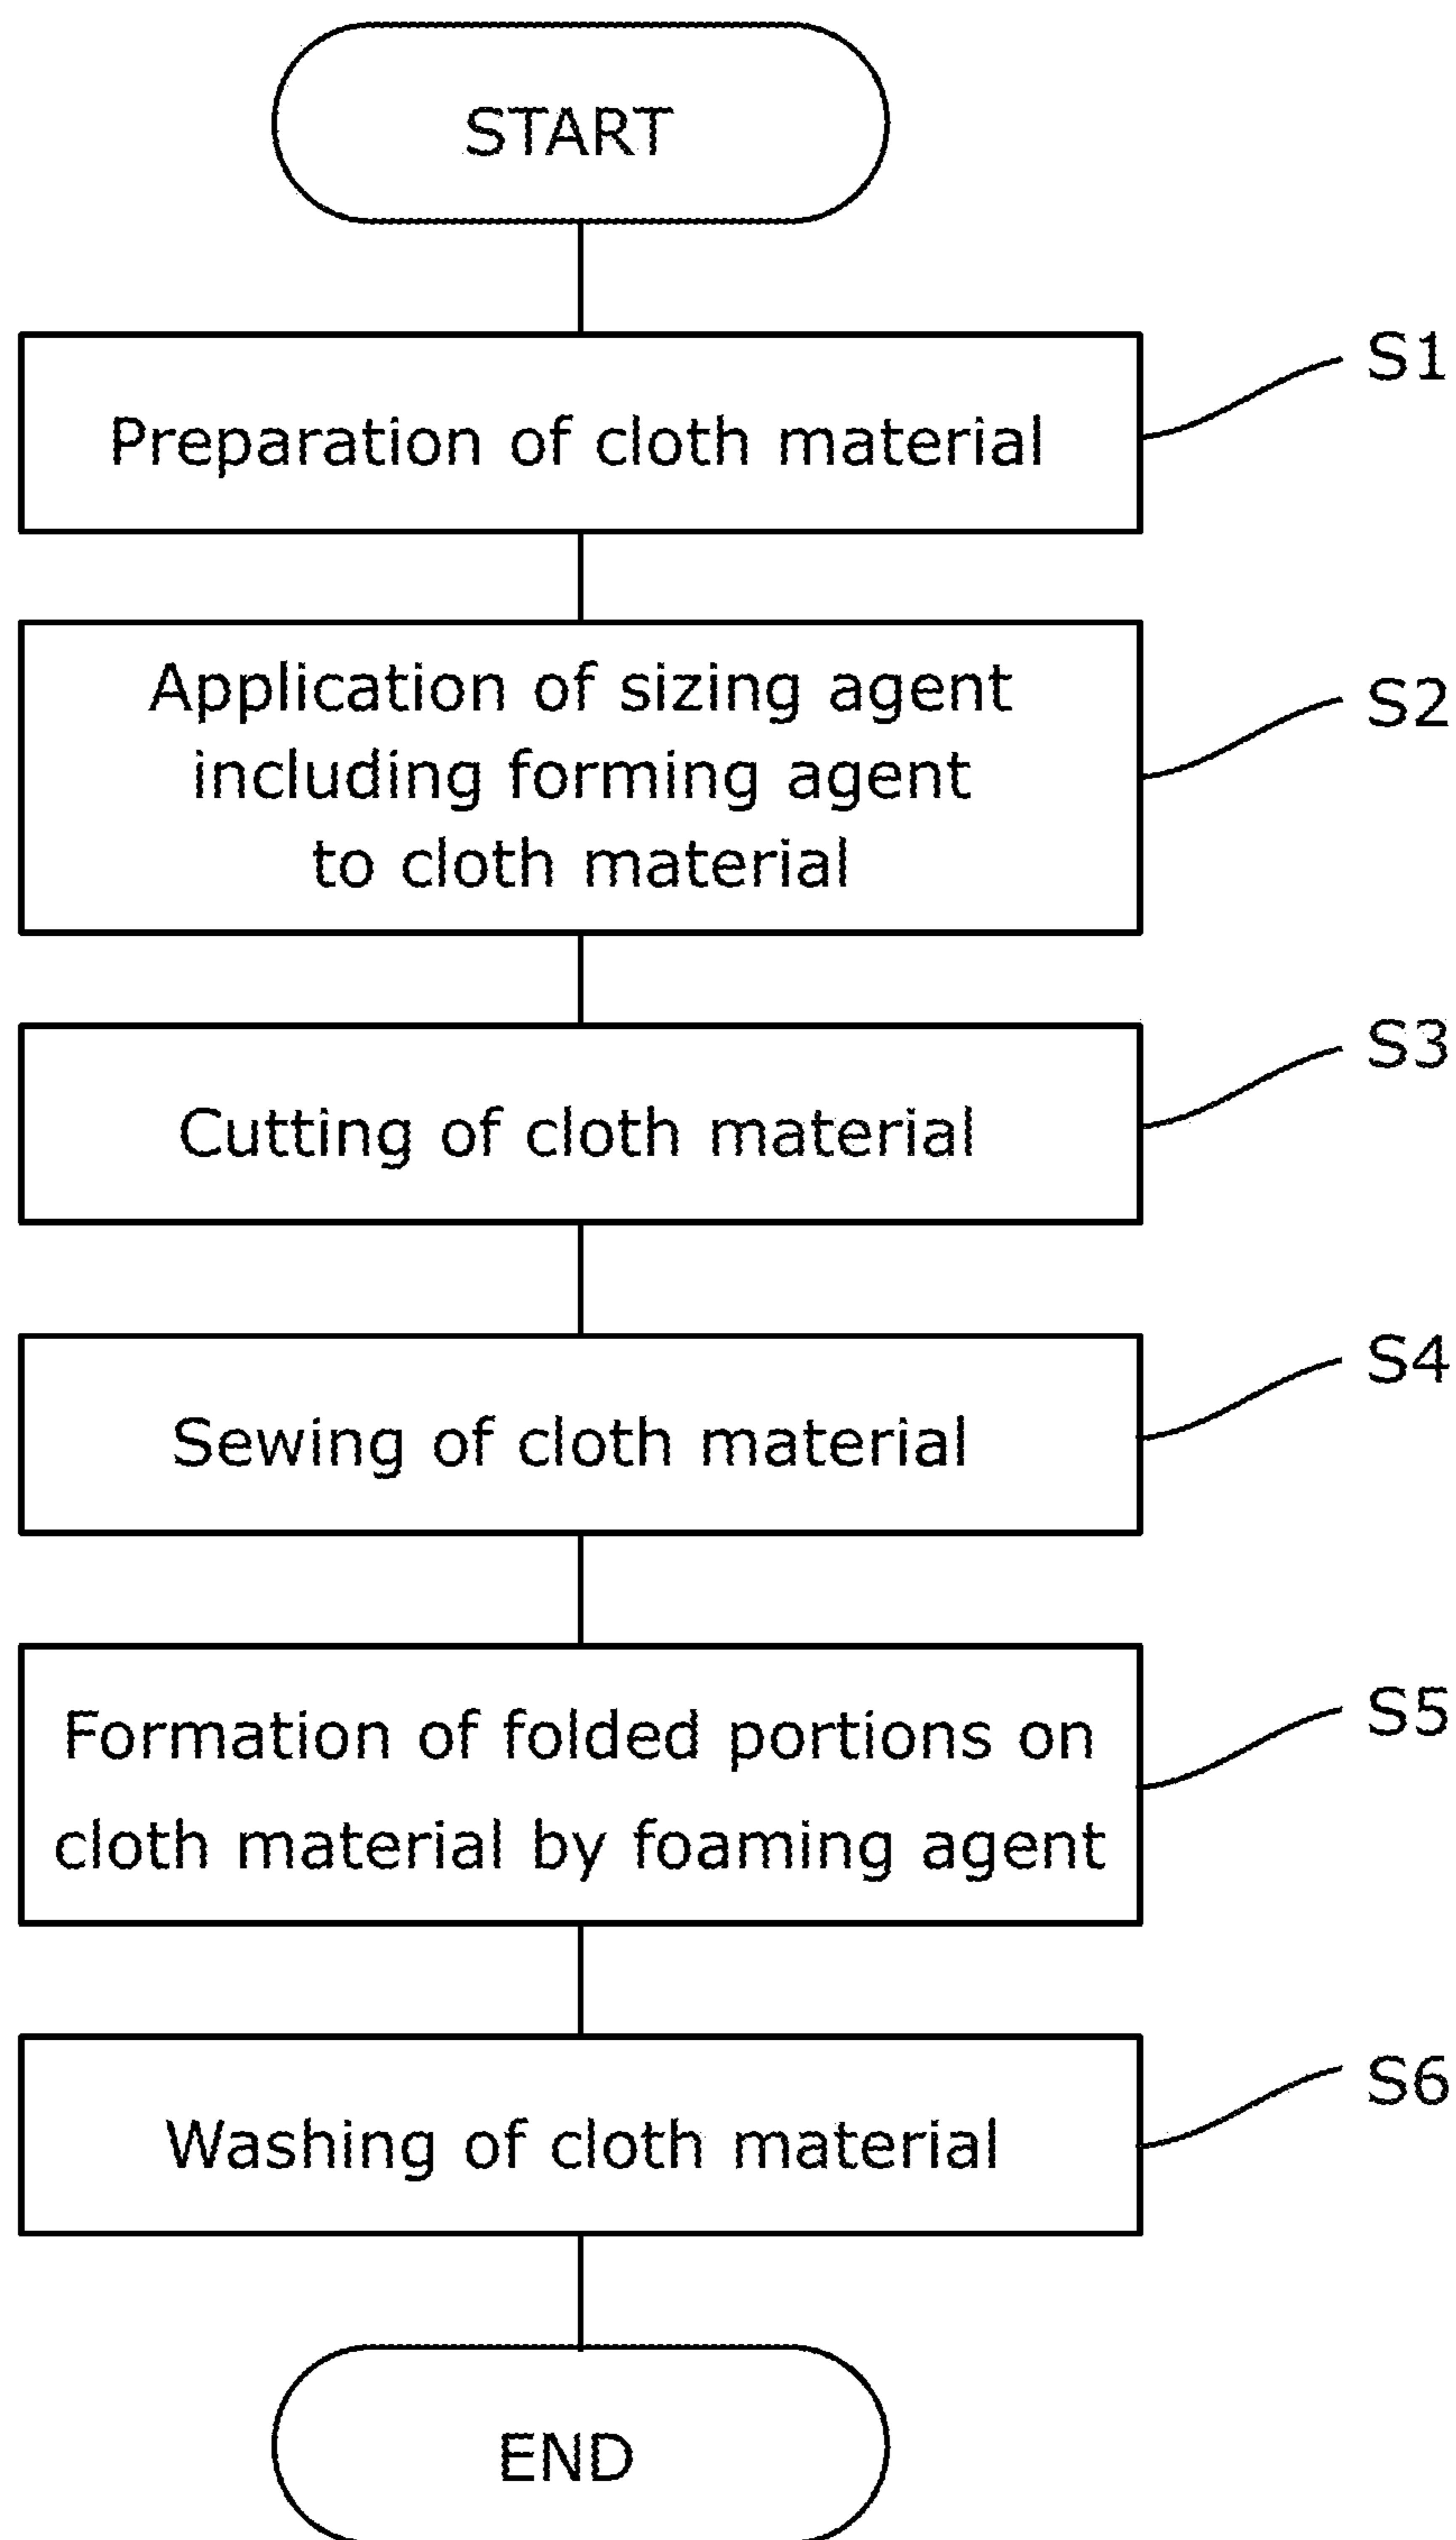 START
Preparation of cloth material
S1
Application of sizing agent
including forming agent
to cloth material
S2
Cutting of cloth material
S3
Sewing of cloth material
S4
Formation of folded portions on
cloth material by foaming agent
S5
Washing of cloth material
S6
END